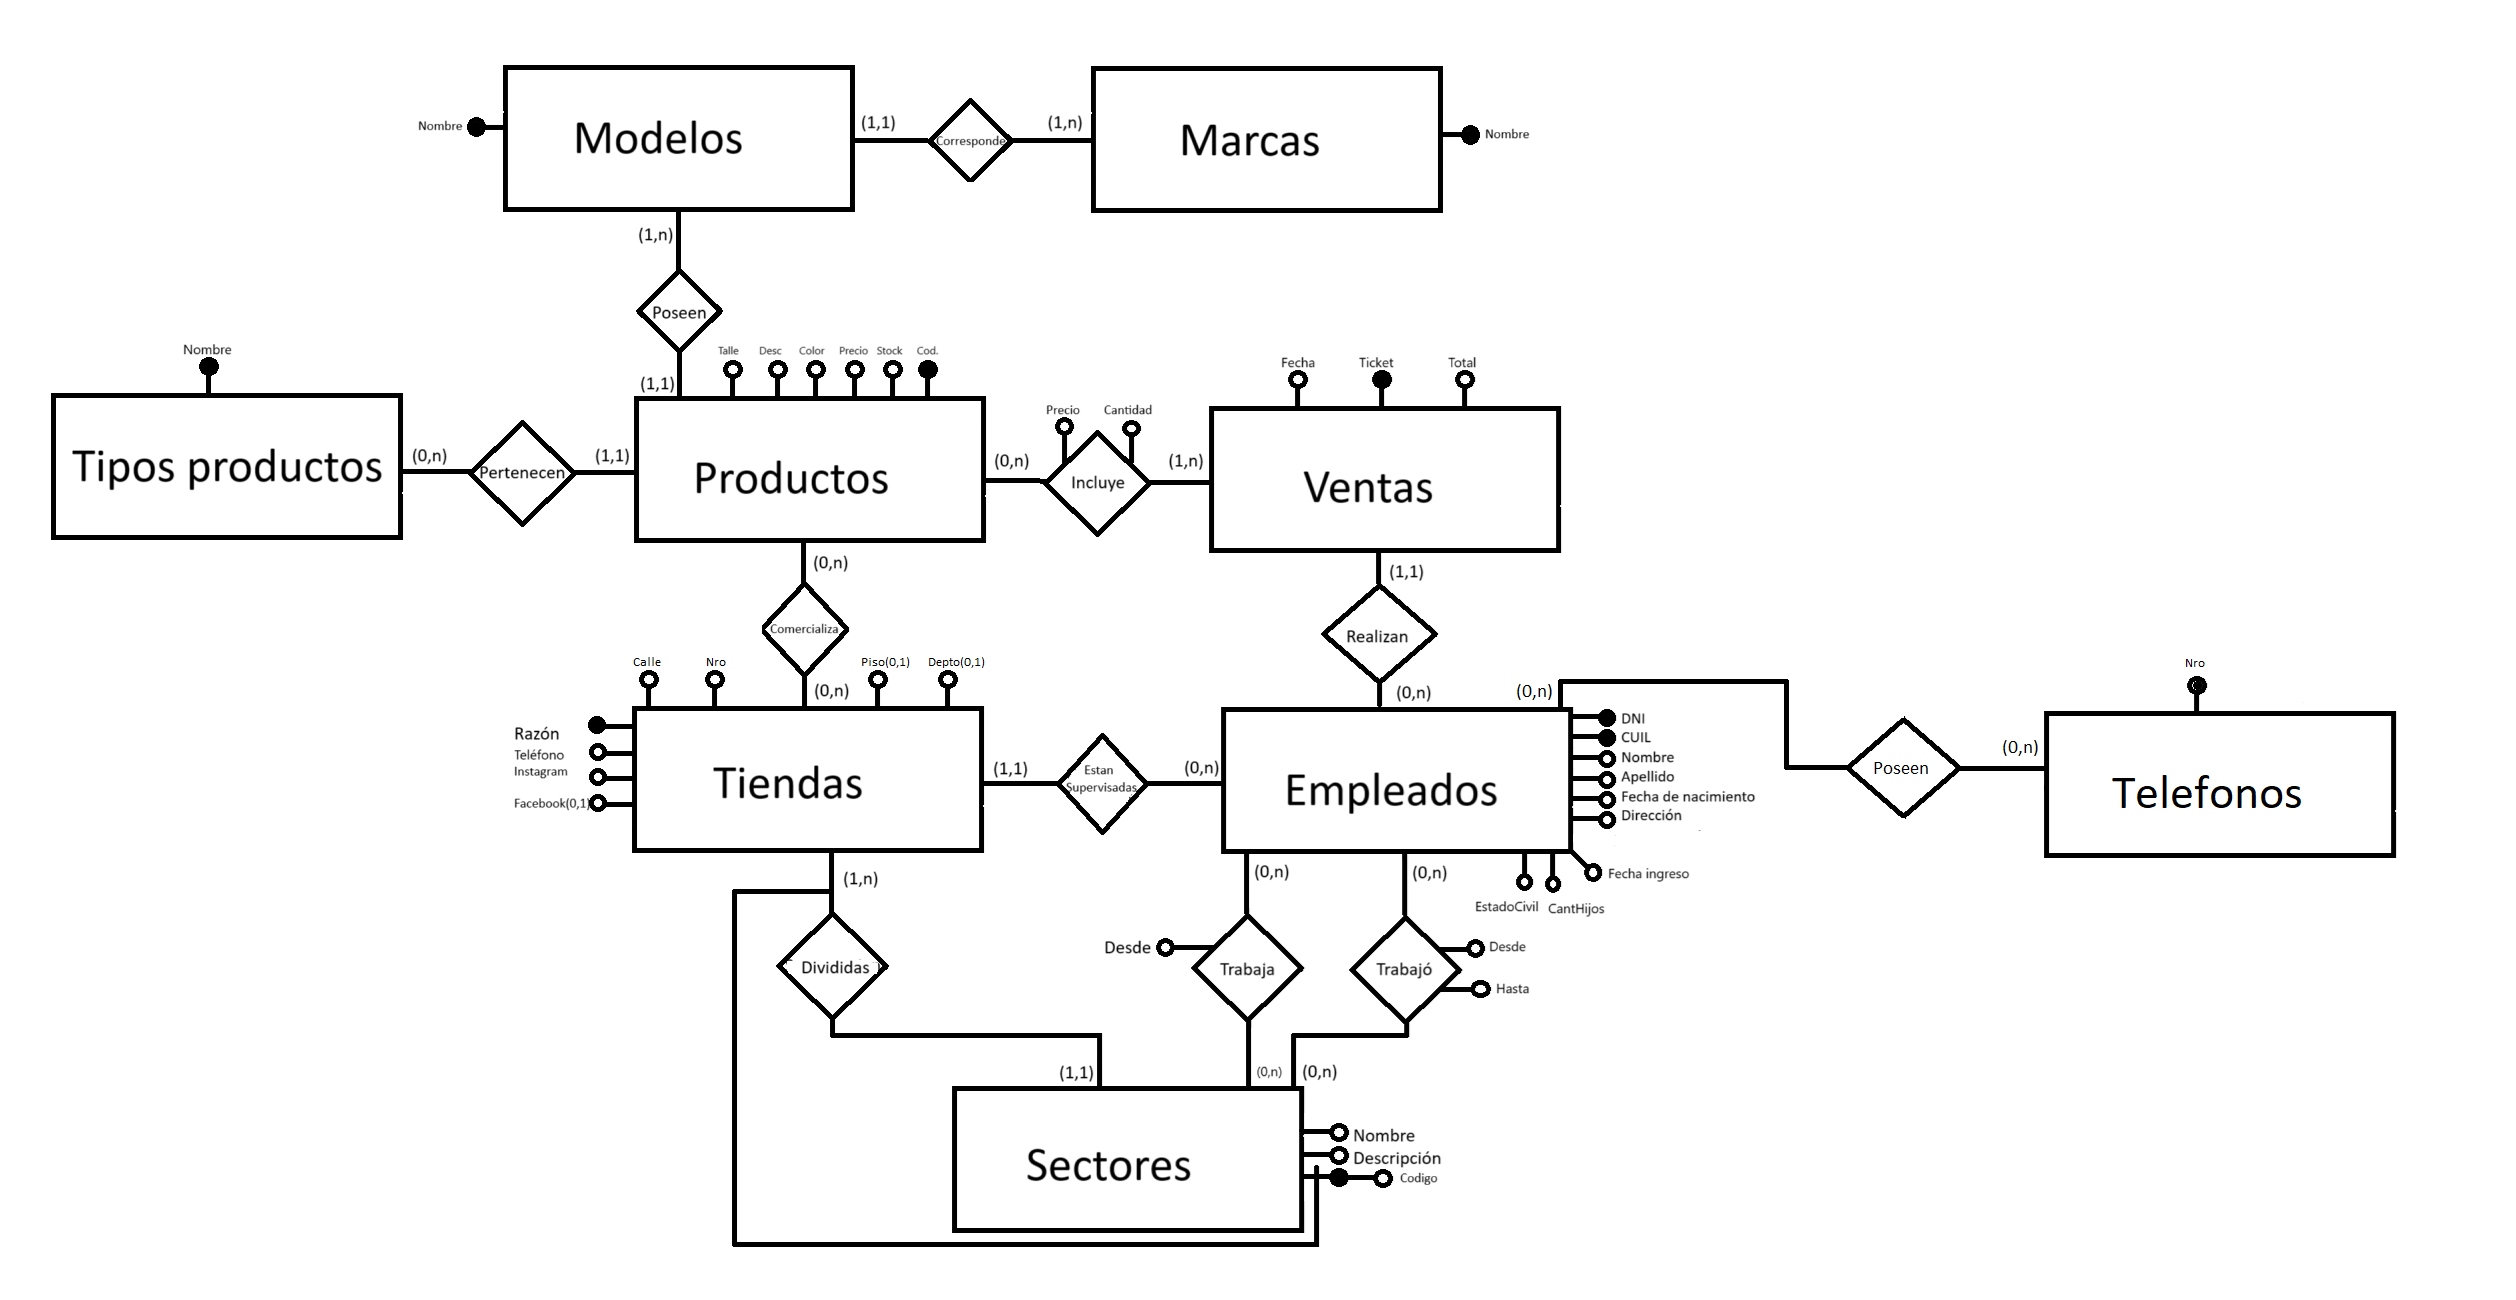 Modelos
Nombre
(1,1)
Corresponde
(1,n)
Marcas
Nombre
(1,n)
Poseen
(1,1)
Nombre
Tipos productos
(0,n)
Pertenecen
(1,1)
Talle
Desc
Color
Precio
Stock
Cod.
Productos
(0,n)
Precio
Cantidad
Incluye
(1,n)
Fecha
Ticket
Total
Ventas
(0,n)
Comercializa
(0,n)
(1,1)
Realizan
(0,n)
Calle
Nro
Piso(0,1)
Depto(0,1)
Razón
Teléfono
Instagram
Facebook(0,1)
Tiendas
(1,1)
Estan
Supervisadas
(0,n)
Empleados
(0,n)
DNI
CUIL
Nombre
Apellido
Fecha de nacimiento
Dirección
Fecha ingreso
EstadoCivil
CantHijos
Poseen
(0,n)
Nro
Telefonos
(1,n)
Divididas
(1,1)
(0,n)
Desde
Trabaja
(0,n)
(0,n)
Trabajó
Desde
Hasta
(0,n)
Sectores
Nombre
Descripción
Codigo